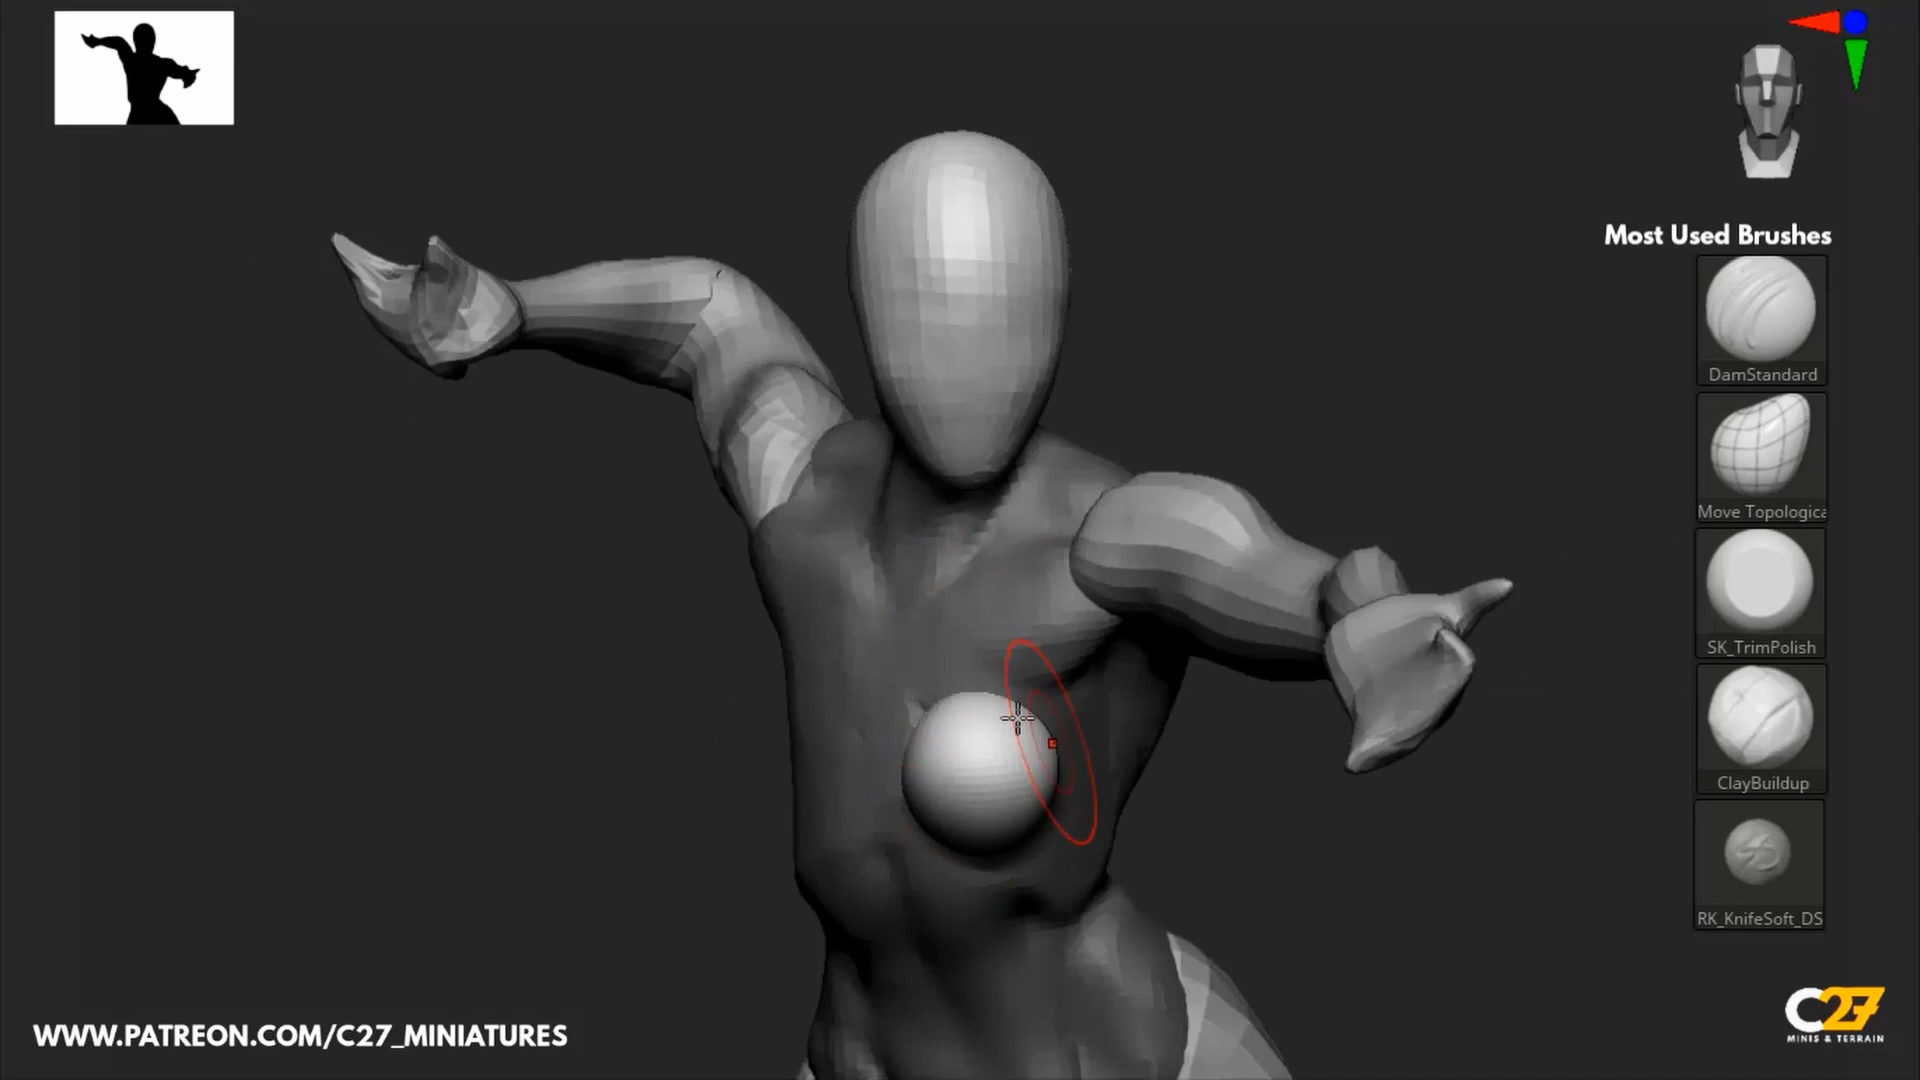 Most Used Brushes
DamStandard
Move Topologica
SK_TrimPolish
ClayBuildup
RK_KnifeSoft_DS
WWW.PATREON.COM/C27_MINIATURES
C27
MINIS & TERRAIN